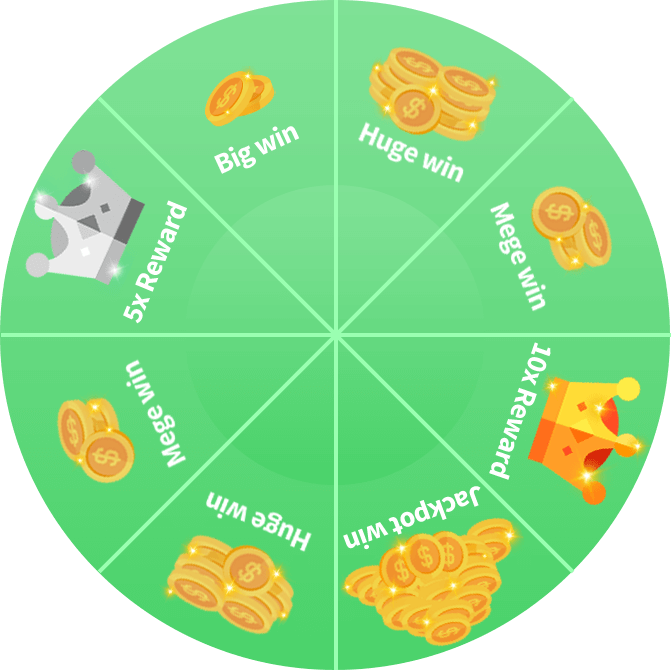 Big win
Huge win
Mege win
10x Reward
Jackpot win
Huge win
Mege win
5x Reward